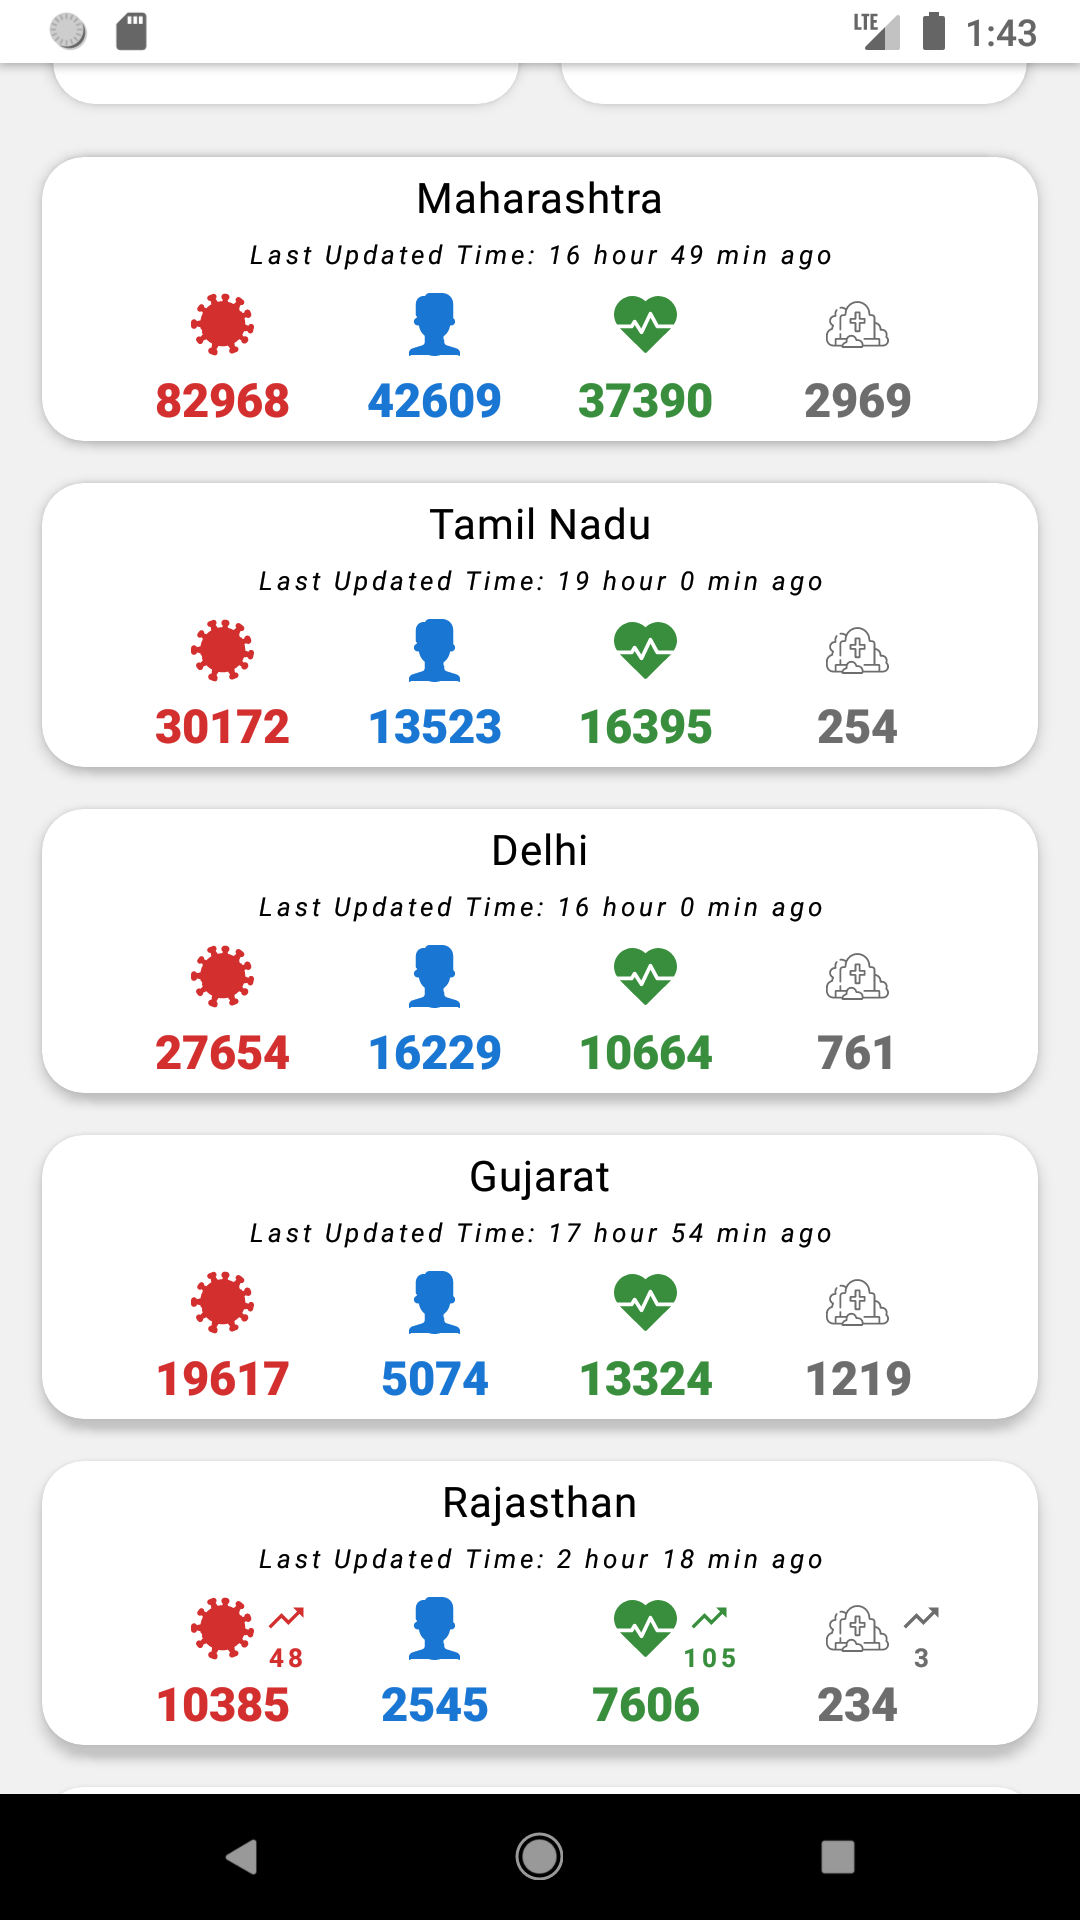 LTE 1:43
Maharashtra
Last Updated Time: 16 hour 49 min ago
82968 42609 37390 2969
Tamil Nadu
Last Updated Time: 19 hour 0 min ago
30172 13523 16395 254
Delhi
Last Updated Time: 16 hour 0 min ago
27654 16229 10664 761
Gujarat
Last Updated Time: 17 hour 54 min ago
19617 5074 13324 1219
Rajasthan
Last Updated Time: 2 hour 18 min ago
48 105 3
10385 2545 7606 234